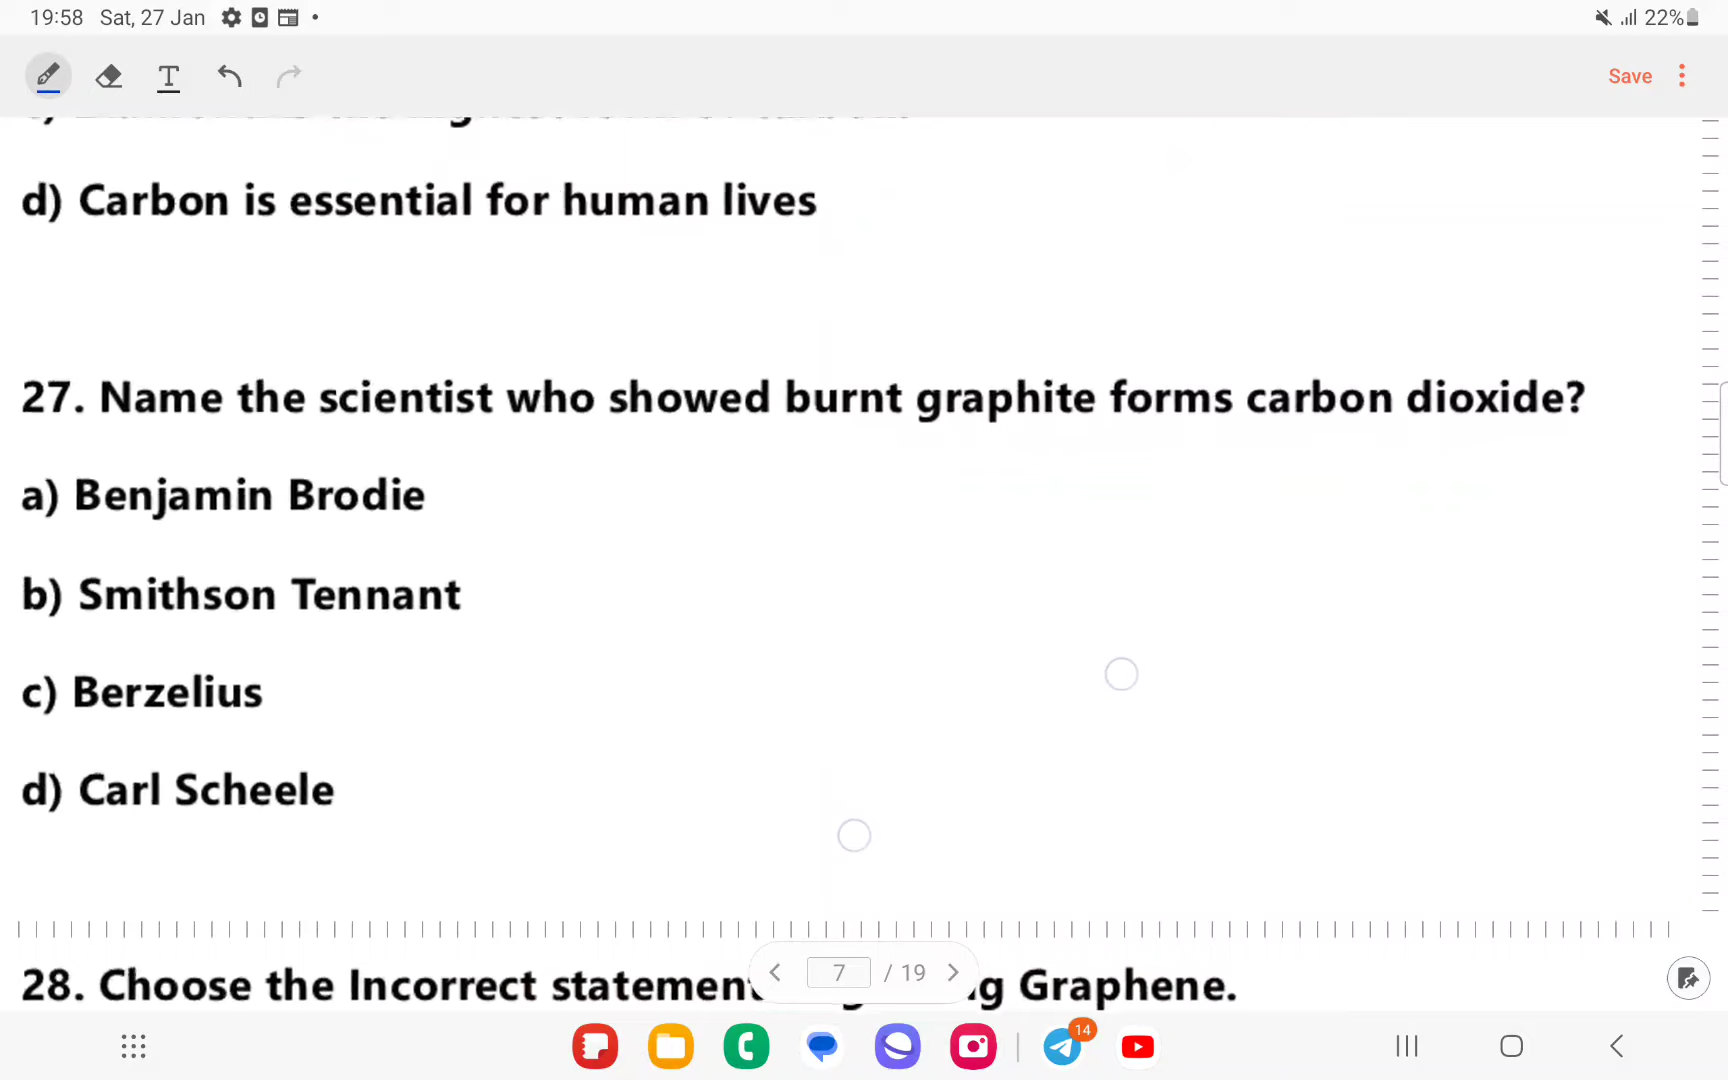 19:58 Sat, 27 Jan 22%
Save
d) Carbon is essential for human lives
27. Name the scientist who showed burnt graphite forms carbon dioxide?
a) Benjamin Brodie
b) Smithson Tennant
c) Berzelius
d) Carl Scheele
28. Choose the Incorrect Graphene.
7 / 19
14